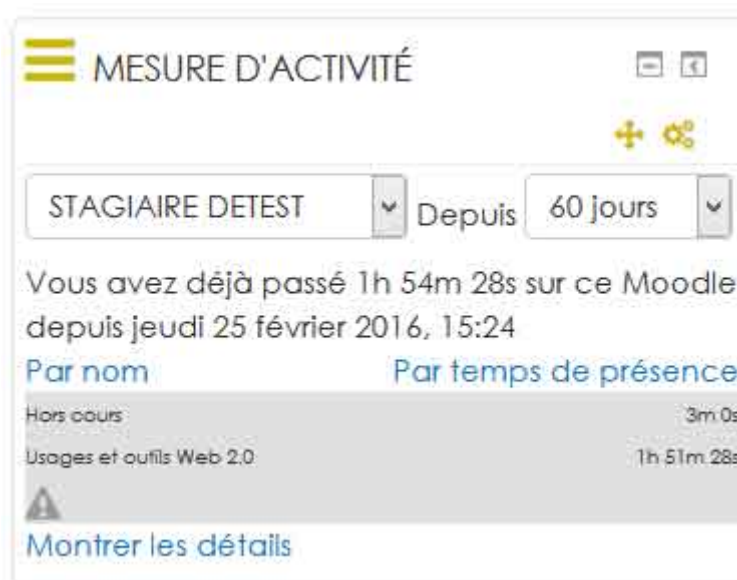 MESURE D'ACTIVITÉ
STAGIAIRE DETEST Depuis 60 jours
Vous avez déjà passé 1h 54m 28s sur ce Moodle
depuis jeudi 25 février 2016, 15:24
Par nom Par temps de présence
Hors cours 3m 0s
Usages et outils Web 2.0 1h 51m 28s
Montrer les détails